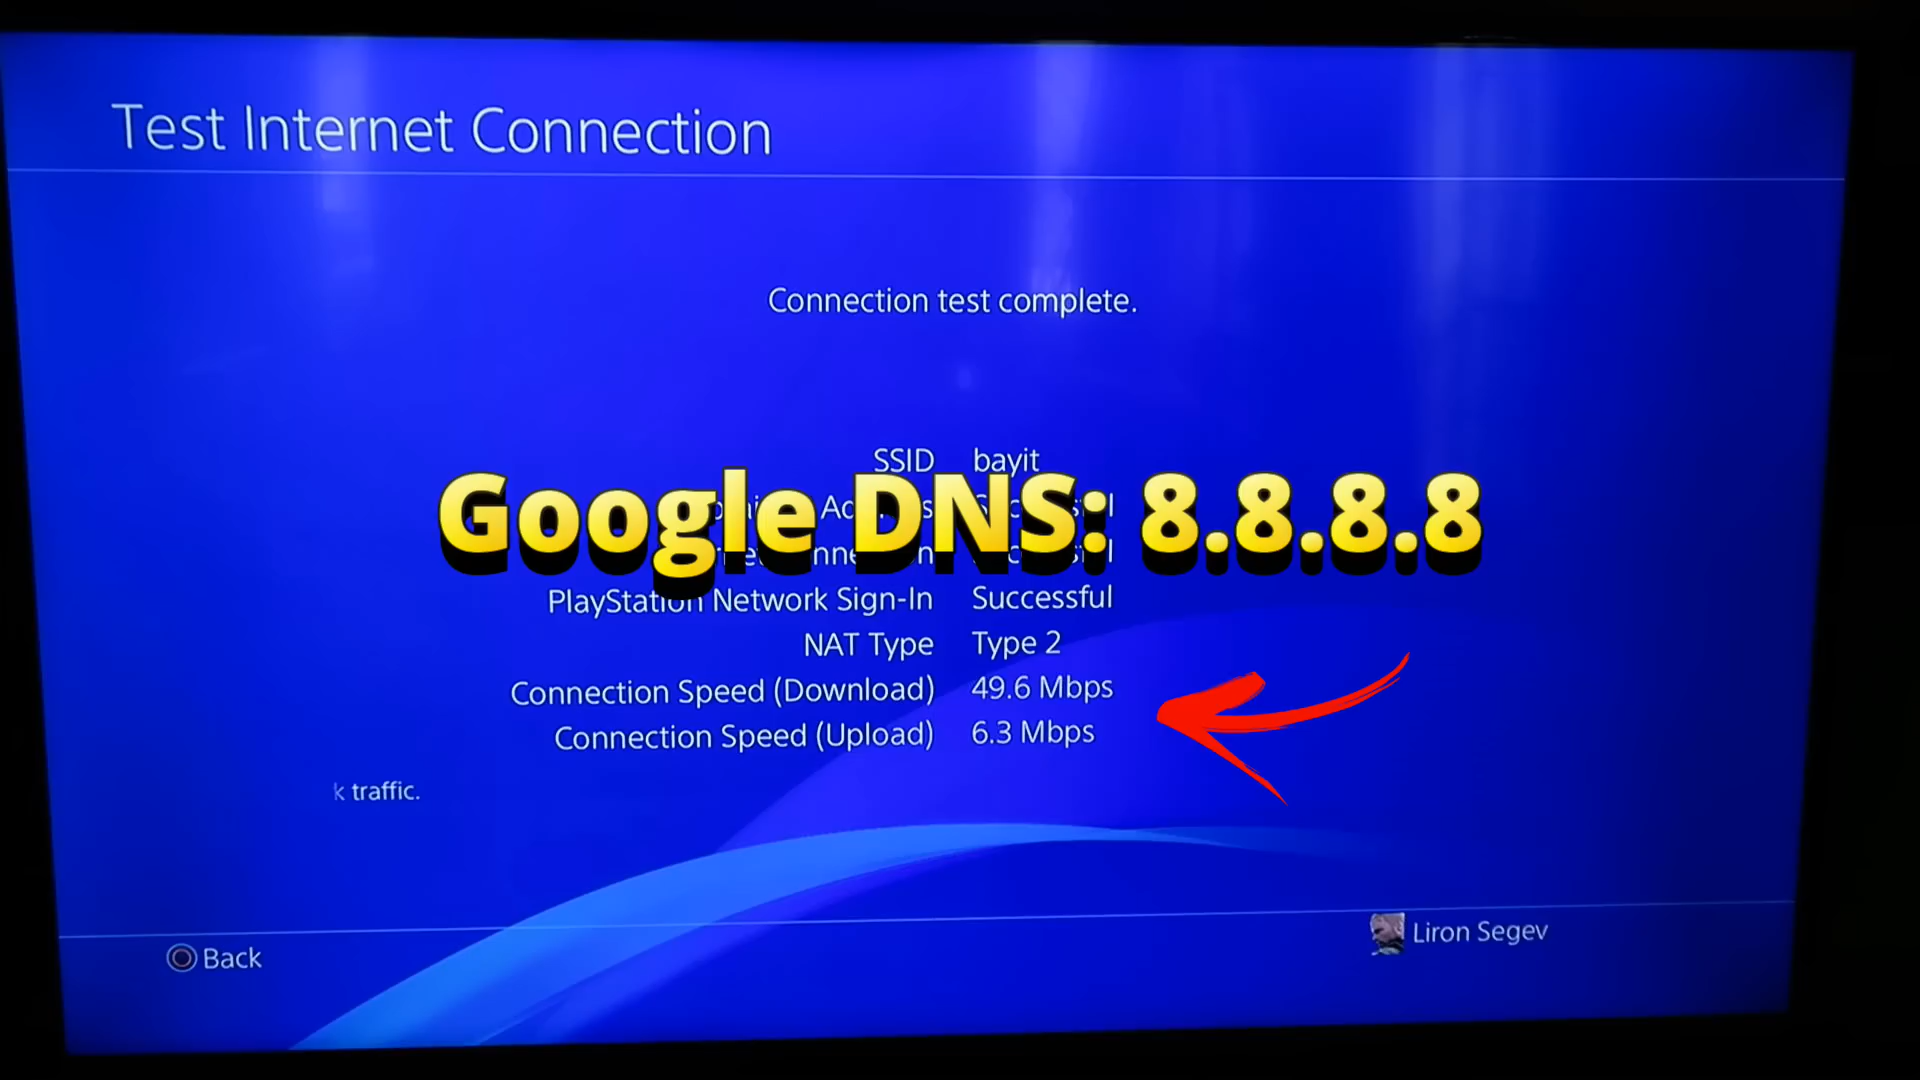 Test Internet Connection
Connection test complete.
SSID bayit
Google DNS: 8.8.8.8
PlayStation Network Sign-In Successful
NAT Type Type 2
Connection Speed (Download) 49.6 Mbps
Connection Speed (Upload) 6.3 Mbps
traffic.
Back
Liron Segev